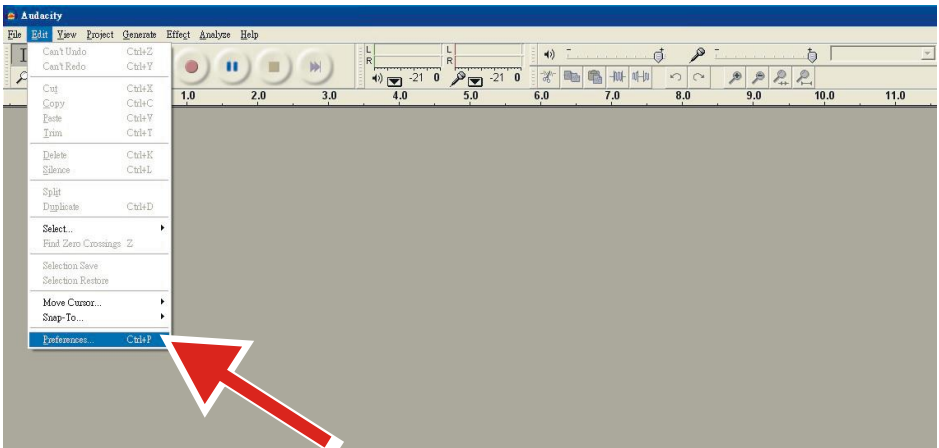 Audacity
File Edit View Project Generate Effect Analyze Help
Can't Undo Ctrl+Z
Can't Redo Ctrl+Y
Cut Ctrl+X
Copy Ctrl+C
Paste Ctrl+V
Trim Ctrl+T
Delete Ctrl+K
Silence Ctrl+L
Split
Duplicate Ctrl+D
Select...
Find Zero Crossings Z
Selection Save
Selection Restore
Move Cursor...
Snap-To...
Preferences... Ctrl+P
L
R
-21 0
L
R
-21 0
1.0 2.0 3.0 4.0 5.0 6.0 7.0 8.0 9.0 10.0 11.0